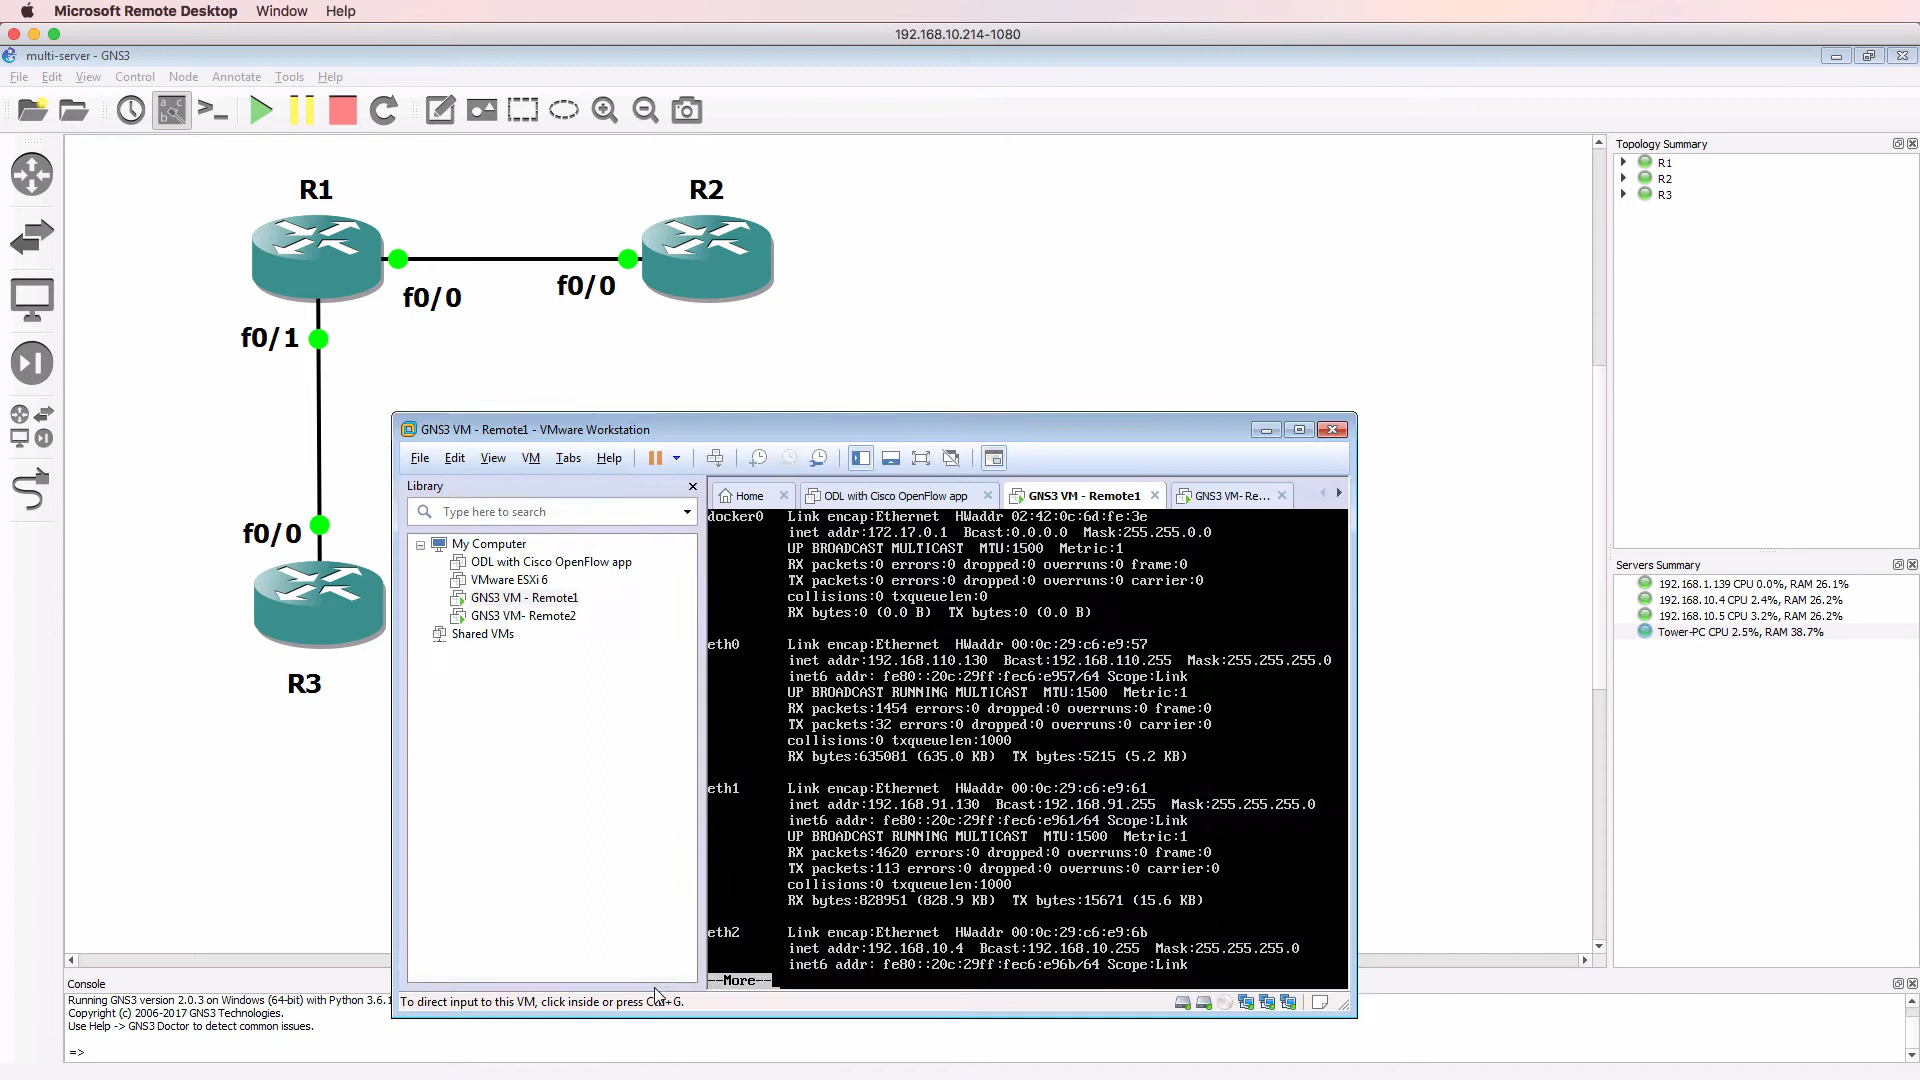 Microsoft Remote Desktop Window Help
192.168.10.214-1080
multi-server - GNS3
File Edit View Control Node Annotate Tools Help
R1
R2
f0/0
f0/0
f0/1
f0/0
R3
Topology Summary
R1
R2
R3
Servers Summary
192.168.1.139 CPU 0.0%, RAM 26.1%
192.168.10.4 CPU 2.4%, RAM 26.2%
192.168.10.5 CPU 3.2%, RAM 26.2%
Tower-PC CPU 2.5%, RAM 38.7%
GNS3 VM - Remote1 - VMware Workstation
File Edit View VM Tabs Help
Library
Type here to search
My Computer
ODL with Cisco OpenFlow app
VMware ESXi 6
GNS3 VM - Remote1
GNS3 VM- Remote2
Shared VMs
Home ODL with Cisco OpenFlow app GNS3 VM - Remote1 GNS3 VM- Re...
docker0 Link encap:Ethernet HWaddr 02:42:0c:6d:fe:3e
inet addr:172.17.0.1 Bcast:0.0.0.0 Mask:255.255.0.0
UP BROADCAST MULTICAST MTU:1500 Metric:1
RX packets:0 errors:0 dropped:0 overruns:0 frame:0
TX packets:0 errors:0 dropped:0 overruns:0 carrier:0
collisions:0 txqueuelen:0
RX bytes:0 (0.0 B) TX bytes:0 (0.0 B)
eth0 Link encap:Ethernet HWaddr 00:0c:29:c6:e9:57
inet addr:192.168.110.130 Bcast:192.168.110.255 Mask:255.255.255.0
inet6 addr: fe80::20c:29ff:fec6:e957/64 Scope:Link
UP BROADCAST RUNNING MULTICAST MTU:1500 Metric:1
RX packets:1454 errors:0 dropped:0 overruns:0 frame:0
TX packets:32 errors:0 dropped:0 overruns:0 carrier:0
collisions:0 txqueuelen:1000
RX bytes:635081 (635.0 KB) TX bytes:5215 (5.2 KB)
eth1 Link encap:Ethernet HWaddr 00:0c:29:c6:e9:61
inet addr:192.168.91.130 Bcast:192.168.91.255 Mask:255.255.255.0
inet6 addr: fe80::20c:29ff:fec6:e961/64 Scope:Link
UP BROADCAST RUNNING MULTICAST MTU:1500 Metric:1
RX packets:4620 errors:0 dropped:0 overruns:0 frame:0
TX packets:113 errors:0 dropped:0 overruns:0 carrier:0
collisions:0 txqueuelen:1000
RX bytes:828951 (828.9 KB) TX bytes:15671 (15.6 KB)
eth2 Link encap:Ethernet HWaddr 00:0c:29:c6:e9:6b
inet addr:192.168.10.4 Bcast:192.168.10.255 Mask:255.255.255.0
inet6 addr: fe80::20c:29ff:fec6:e96b/64 Scope:Link
--More--
To direct input to this VM, click inside or press +G.
Console
Running GNS3 version 2.0.3 on Windows (64-bit) with Python 3.6.1
Copyright (c) 2006-2017 GNS3 Technologies.
Use Help -> GNS3 Doctor to detect common issues.
=>